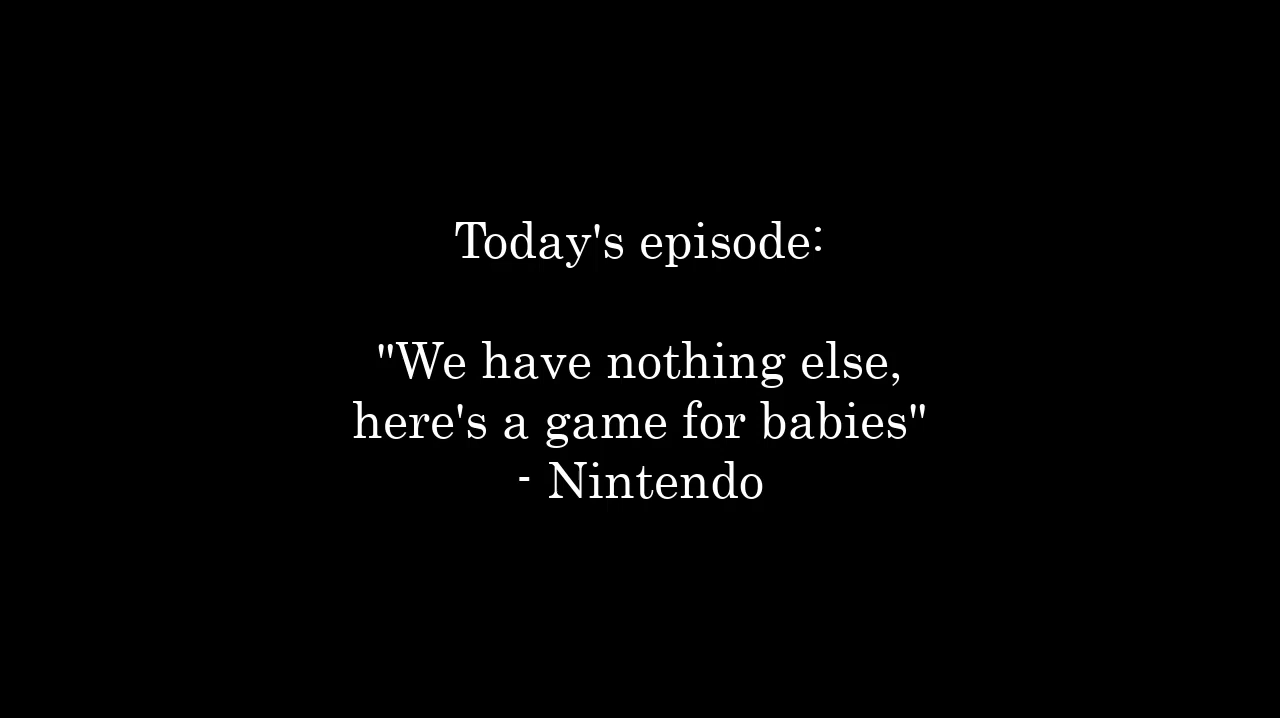 Today's episode:
"We have nothing else,
here's a game for babies"
- Nintendo